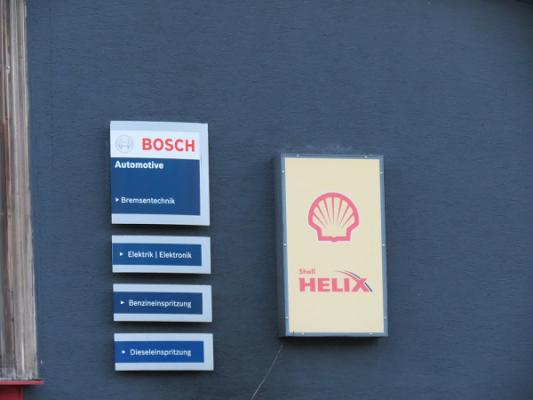 BOSCH
Automotive
Bremsentechnik
Elektrik | Elektronik
Benzineinspritzung
Dieseleinspritzung
Shell
HELIX